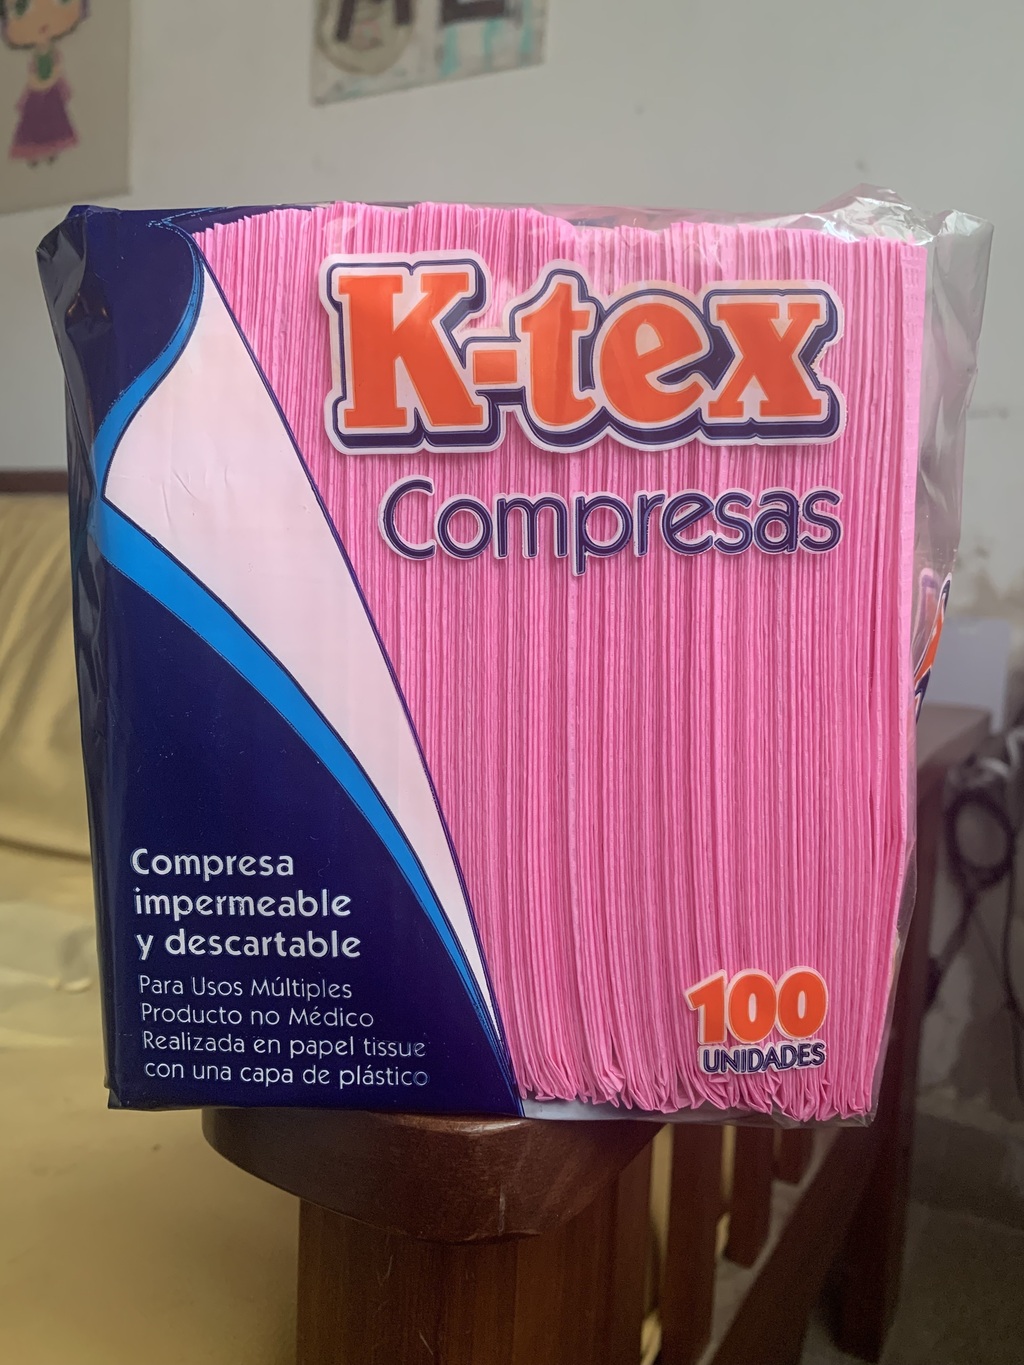 K-tex
Compresas
Compresa
impermeable
y descartable
Para Usos Múltiples
Producto no Médico
Realizada en papel tissue
con una capa de plástico
100
UNIDADES